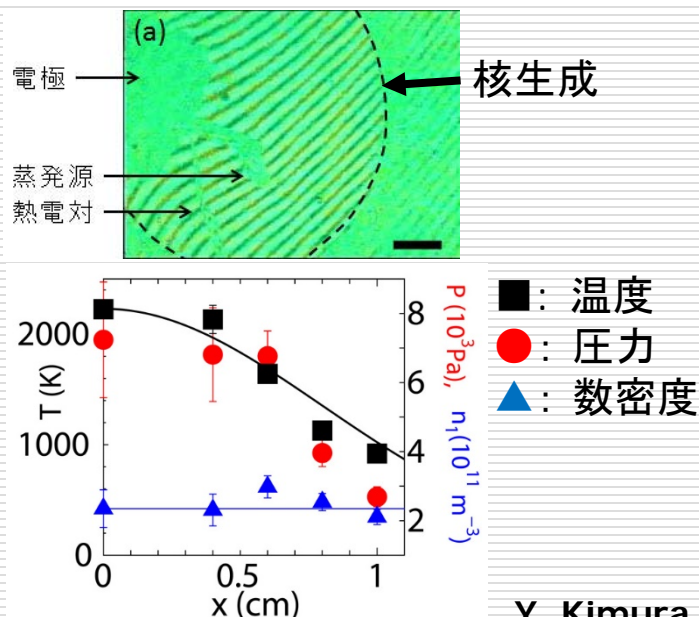 (a)
電極
核生成
蒸発源
熱電対
■: 温度
●: 圧力
▲: 数密度
T (K)
2000
1000
0
P (10³Pa), n₁(10¹¹ m⁻³)
8
6
4
2
0 0.5 1
x (cm)
Y. Kimura